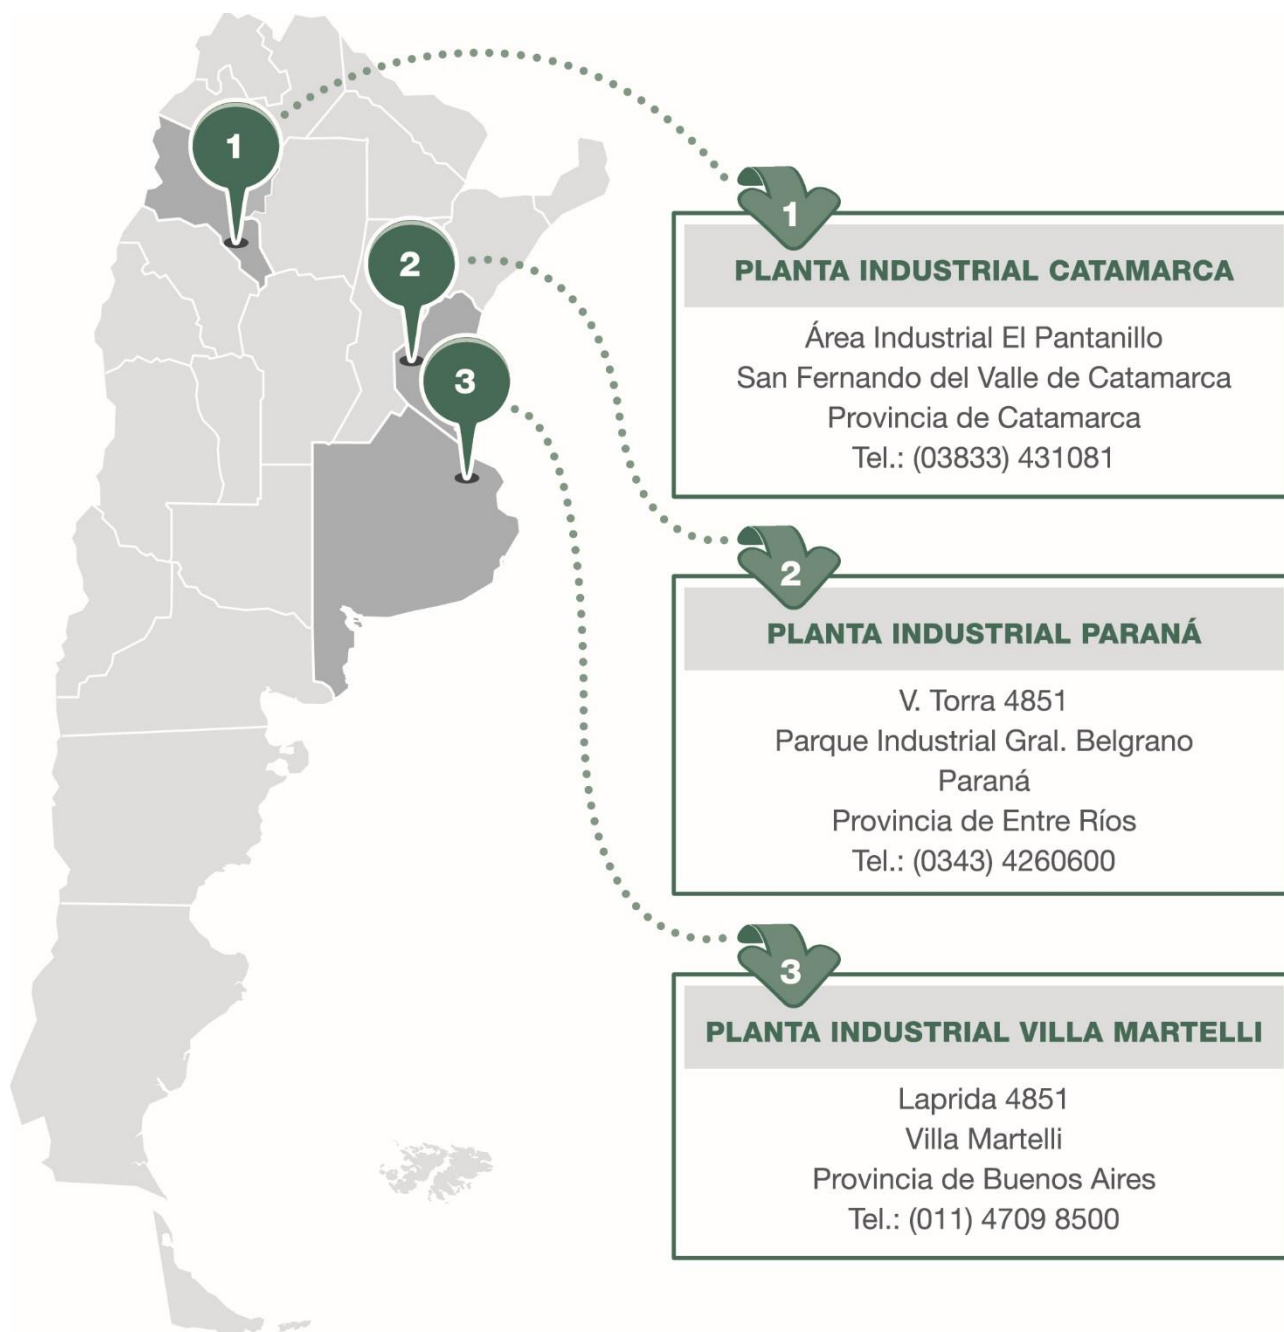 1
2
3
1
PLANTA INDUSTRIAL CATAMARCA
Área Industrial El Pantanillo
San Fernando del Valle de Catamarca
Provincia de Catamarca
Tel.: (03833) 431081
2
PLANTA INDUSTRIAL PARANÁ
V. Torra 4851
Parque Industrial Gral. Belgrano
Paraná
Provincia de Entre Ríos
Tel.: (0343) 4260600
3
PLANTA INDUSTRIAL VILLA MARTELLI
Laprida 4851
Villa Martelli
Provincia de Buenos Aires
Tel.: (011) 4709 8500